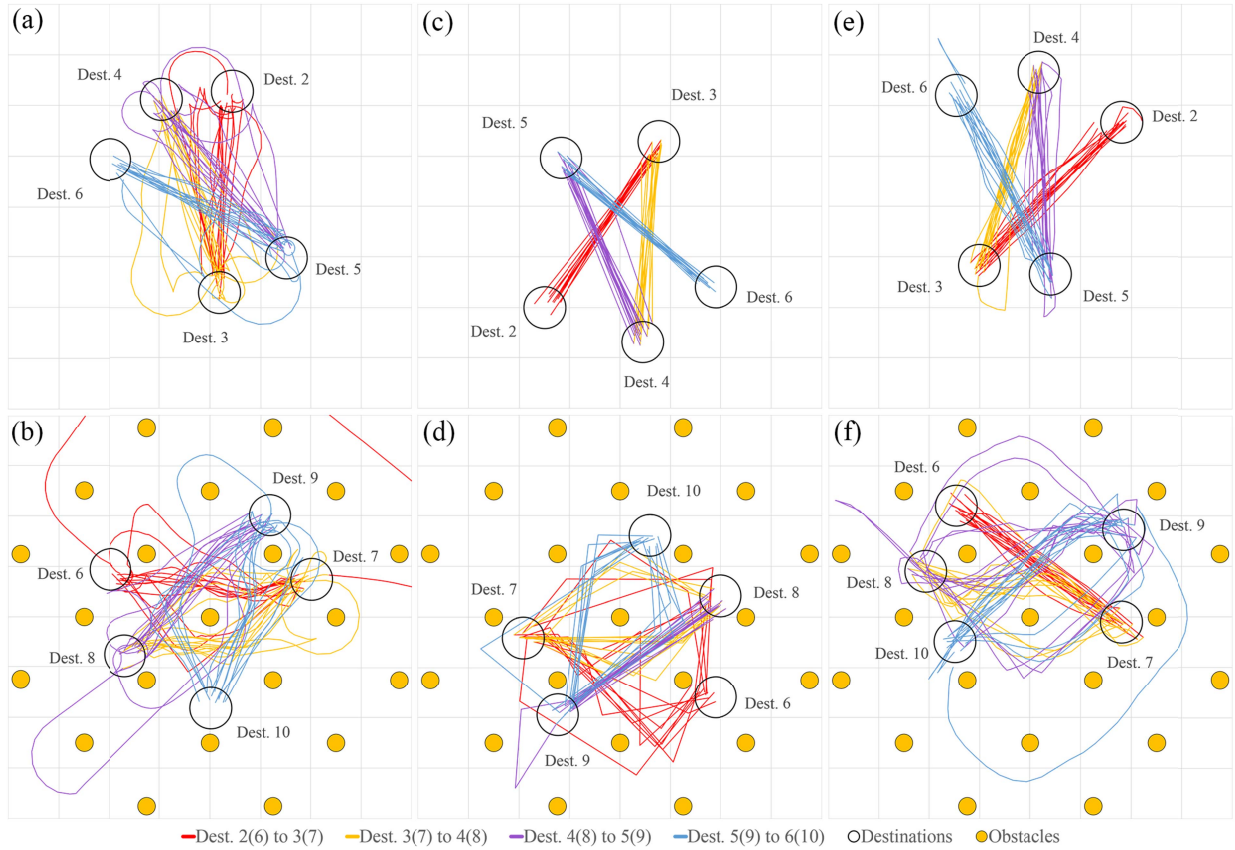 (a)
Dest. 4
Dest. 2
Dest. 6
Dest. 5
Dest. 3
(c)
Dest. 3
Dest. 5
Dest. 6
Dest. 2
Dest. 4
(e)
Dest. 4
Dest. 6
Dest. 2
Dest. 3
Dest. 5
(b)
Dest. 9
Dest. 7
Dest. 6
Dest. 8
Dest. 10
(d)
Dest. 10
Dest. 7
Dest. 8
Dest. 6
Dest. 9
(f)
Dest. 6
Dest. 9
Dest. 8
Dest. 10
Dest. 7
Dest. 2(6) to 3(7) Dest. 3(7) to 4(8) Dest. 4(8) to 5(9) Dest. 5(9) to 6(10) Destinations Obstacles